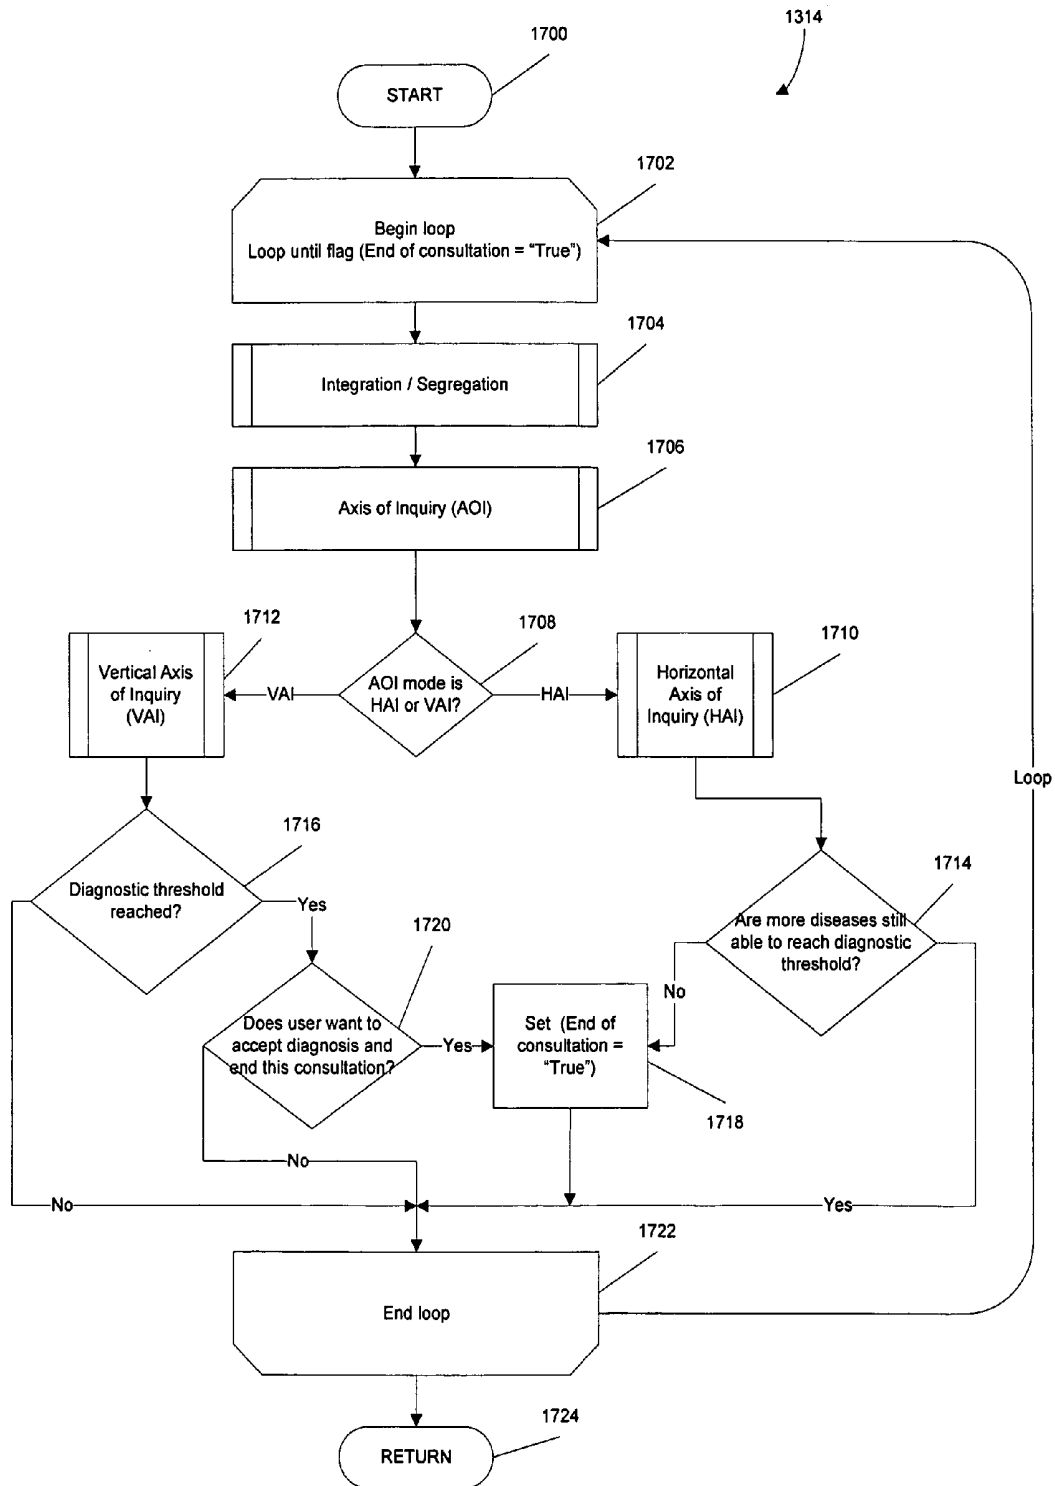 1314
1700
START
1702
Begin loop
Loop until flag (End of consultation = “True”)
1704
Integration / Segregation
1706
Axis of Inquiry (AOI)
1712
1708
1710
Vertical Axis
of Inquiry
(VAI)
VAI
AOI mode is
HAI or VAI?
HAI
Horizontal
Axis of
Inquiry (HAI)
Loop
1716
Diagnostic threshold
reached?
Yes
1720
1714
Are more diseases still
able to reach diagnostic
threshold?
No
Does user want to
accept diagnosis and
end this consultation?
Yes
Set (End of
consultation =
“True”)
1718
No
No
Yes
1722
End loop
1724
RETURN